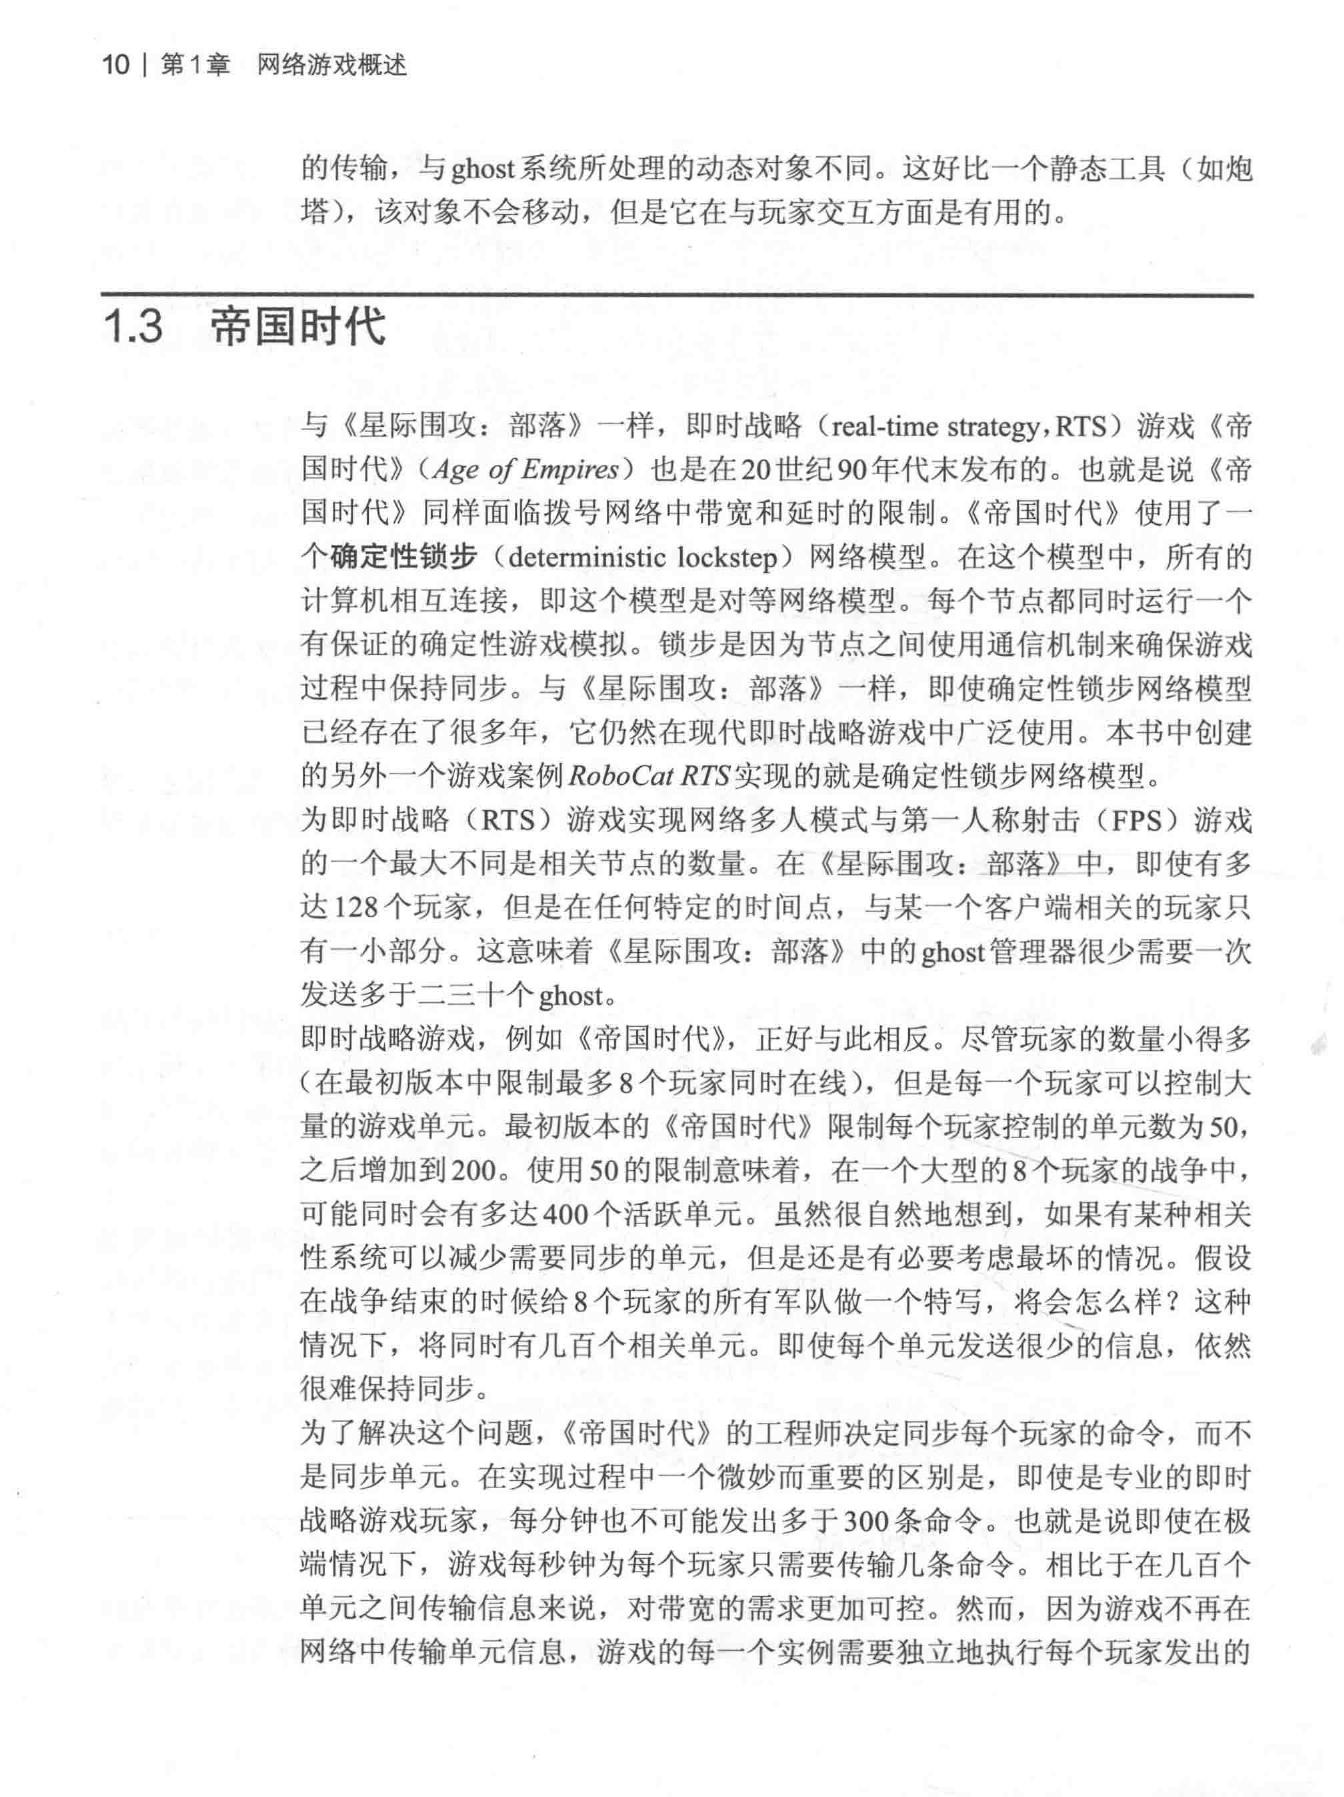 10 | 第1章 网络游戏概述
的传输，与ghost系统所处理的动态对象不同。这好比一个静态工具（如炮
塔），该对象不会移动，但是它在与玩家交互方面是有用的。
1.3 帝国时代
与《星际围攻：部落》一样，即时战略（real-time strategy,RTS）游戏《帝
国时代》（Age of Empires）也是在20世纪90年代末发布的。也就是说《帝
国时代》同样面临拨号网络中带宽和延时的限制。《帝国时代》使用了一
个确定性锁步（deterministic lockstep）网络模型。在这个模型中，所有的
计算机相互连接，即这个模型是对等网络模型。每个节点都同时运行一个
有保证的确定性游戏模拟。锁步是因为节点之间使用通信机制来确保游戏
过程中保持同步。与《星际围攻：部落》一样，即使确定性锁步网络模型
已经存在了很多年，它仍然在现代即时战略游戏中广泛使用。本书中创建
的另外一个游戏案例RoboCat RTS实现的就是确定性锁步网络模型。
为即时战略（RTS）游戏实现网络多人模式与第一人称射击（FPS）游戏
的一个最大不同是相关节点的数量。在《星际围攻：部落》中，即使有多
达128个玩家，但是在任何特定的时间点，与某一个客户端相关的玩家只
有一小部分。这意味着《星际围攻：部落》中的ghost管理器很少需要一次
发送多于二三十个ghost。
即时战略游戏，例如《帝国时代》，正好与此相反。尽管玩家的数量小得多
（在最初版本中限制最多8个玩家同时在线），但是每一个玩家可以控制大
量的游戏单元。最初版本的《帝国时代》限制每个玩家控制的单元数为50，
之后增加到200。使用50的限制意味着，在一个大型的8个玩家的战争中，
可能同时会有多达400个活跃单元。虽然很自然地想到，如果有某种相关
性系统可以减少需要同步的单元，但是还是有必要考虑最坏的情况。假设
在战争结束的时候给8个玩家的所有军队做一个特写，将会怎么样？这种
情况下，将同时有几百个相关单元。即使每个单元发送很少的信息，依然
很难保持同步。
为了解决这个问题，《帝国时代》的工程师决定同步每个玩家的命令，而不
是同步单元。在实现过程中一个微妙而重要的区别是，即使是专业的即时
战略游戏玩家，每分钟也不可能发出多于300条命令。也就是说即使在极
端情况下，游戏每秒钟为每个玩家只需要传输几条命令。相比于在几百个
单元之间传输信息来说，对带宽的需求更加可控。然而，因为游戏不再在
网络中传输单元信息，游戏的每一个实例需要独立地执行每个玩家发出的